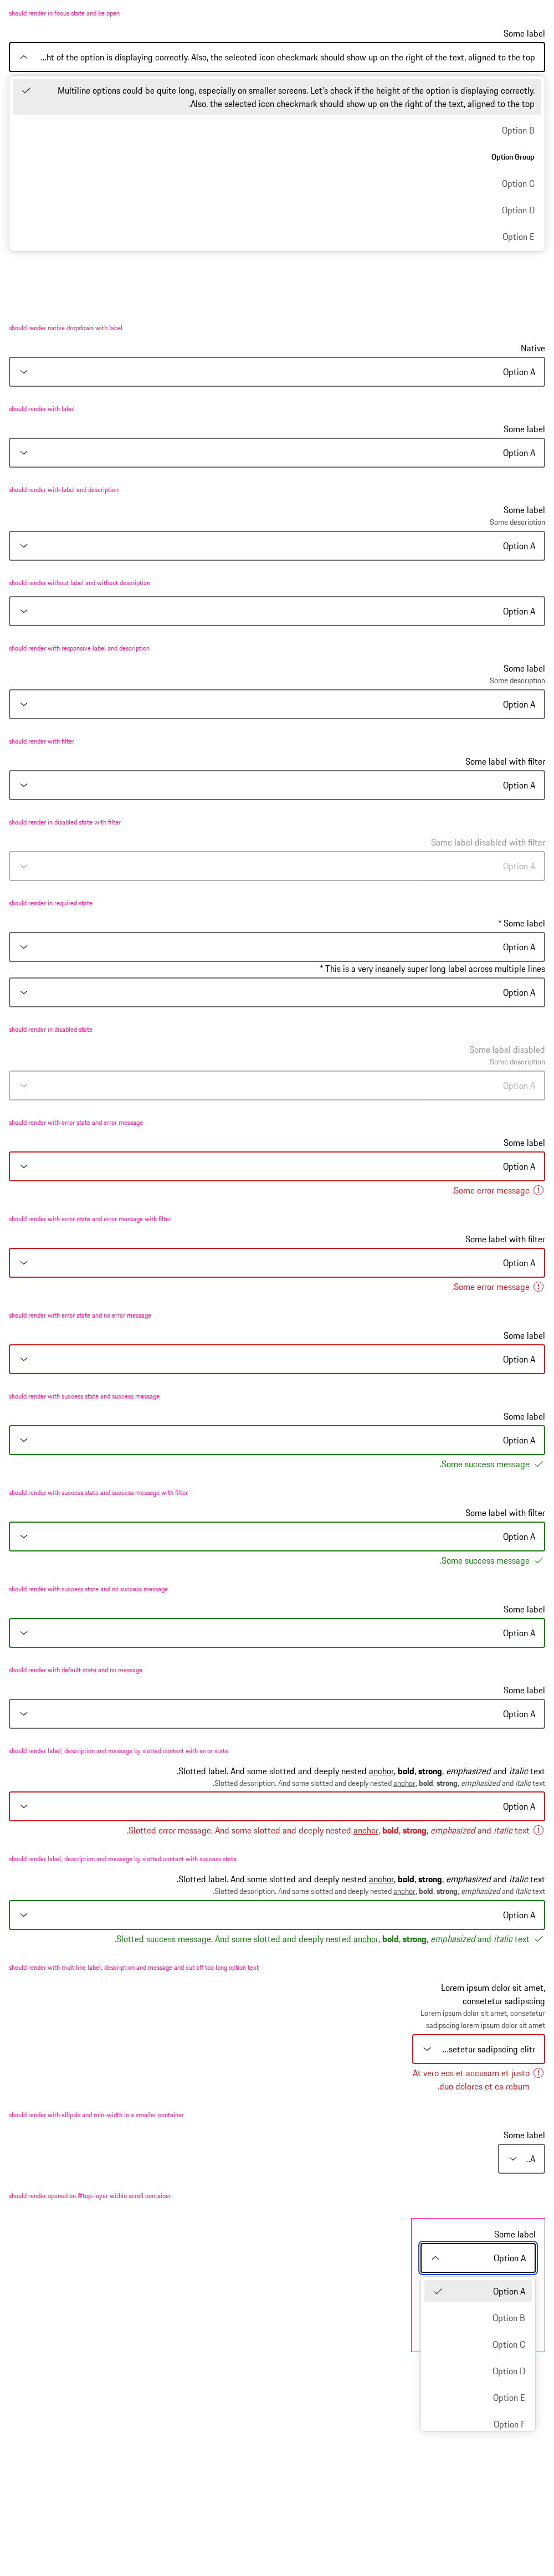 should render in focus state and be open
Some label
...ht of the option is displaying correctly. Also, the selected icon checkmark should show up on the right of the text, aligned to the top
Multiline options could be quite long, especially on smaller screens. Let's check if the height of the option is displaying correctly.
.Also, the selected icon checkmark should show up on the right of the text, aligned to the top
Option B
Option Group
Option C
Option D
Option E
should render native dropdown with label
Native
Option A
should render with label
Some label
Option A
should render with label and description
Some label
Some description
Option A
should render without label and without description
Option A
should render with responsive label and description
Some label
Some description
Option A
should render with filter
Some label with filter
Option A
should render in disabled state with filter
Some label disabled with filter
Option A
should render in required state
* Some label
Option A
* This is a very insanely super long label across multiple lines
Option A
should render in disabled state
Some label disabled
Some description
Option A
should render with error state and error message
Some label
Option A
.Some error message
should render with error state and error message with filter
Some label with filter
Option A
.Some error message
should render with error state and no error message
Some label
Option A
should render with success state and success message
Some label
Option A
.Some success message
should render with success state and success message with filter
Some label with filter
Option A
.Some success message
should render with success state and no success message
Some label
Option A
should render with default state and no message
Some label
Option A
should render label, description and message by slotted content with error state
.Slotted label. And some slotted and deeply nested anchor, bold, strong, emphasized and italic text
.Slotted description. And some slotted and deeply nested anchor, bold, strong, emphasized and italic text
Option A
.Slotted error message. And some slotted and deeply nested anchor, bold, strong, emphasized and italic text
should render label, description and message by slotted content with success state
.Slotted label. And some slotted and deeply nested anchor, bold, strong, emphasized and italic text
.Slotted description. And some slotted and deeply nested anchor, bold, strong, emphasized and italic text
Option A
.Slotted success message. And some slotted and deeply nested anchor, bold, strong, emphasized and italic text
should render with multiline label, description and message and cut off too long option text
Lorem ipsum dolor sit amet,
consetetur sadipscing
Lorem ipsum dolor sit amet, consetetur
sadipscing lorem ipsum dolor sit amet
...setetur sadipscing elitr
At vero eos et accusam et justo
.duo dolores et ea rebum
should render with ellipsis and min-width in a smaller container
Some label
..A
should render opened on #top-layer within scroll container
Some label
Option A
Option A
Option B
Option C
Option D
Option E
Option F